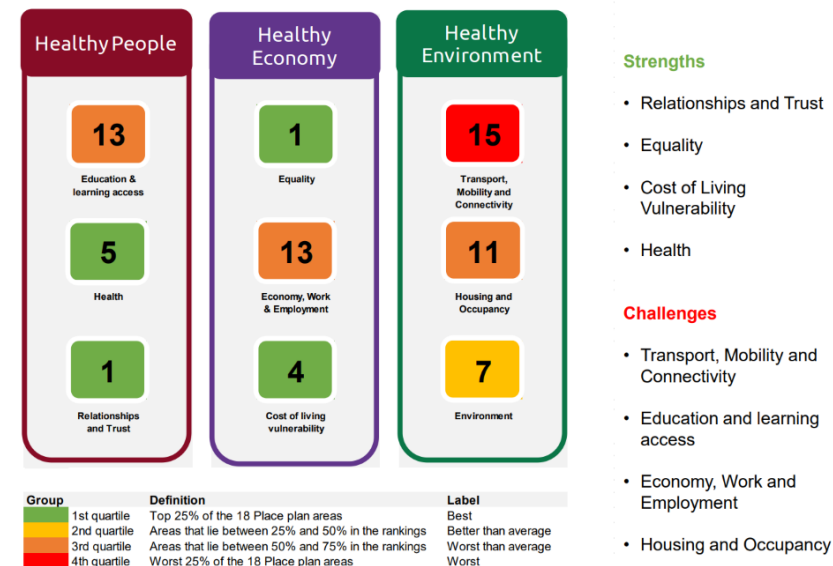 Healthy People
13
Education &
learning access
5
Health
1
Relationships
and Trust
Healthy
Economy
1
Equality
13
Economy, Work
& Employment
4
Cost of living
vulnerability
Healthy
Environment
15
Transport,
Mobility and
Connectivity
11
Housing and
Occupancy
7
Environment
Group Definition Label
1st quartile Top 25% of the 18 Place plan areas Best
2nd quartile Areas that lie between 25% and 50% in the rankings Better than average
3rd quartile Areas that lie between 50% and 75% in the rankings Worst than average
4th quartile Worst 25% of the 18 Place plan areas Worst
Strengths
• Relationships and Trust
• Equality
• Cost of Living
Vulnerability
• Health
Challenges
• Transport, Mobility and
Connectivity
• Education and learning
access
• Economy, Work and
Employment
• Housing and Occupancy